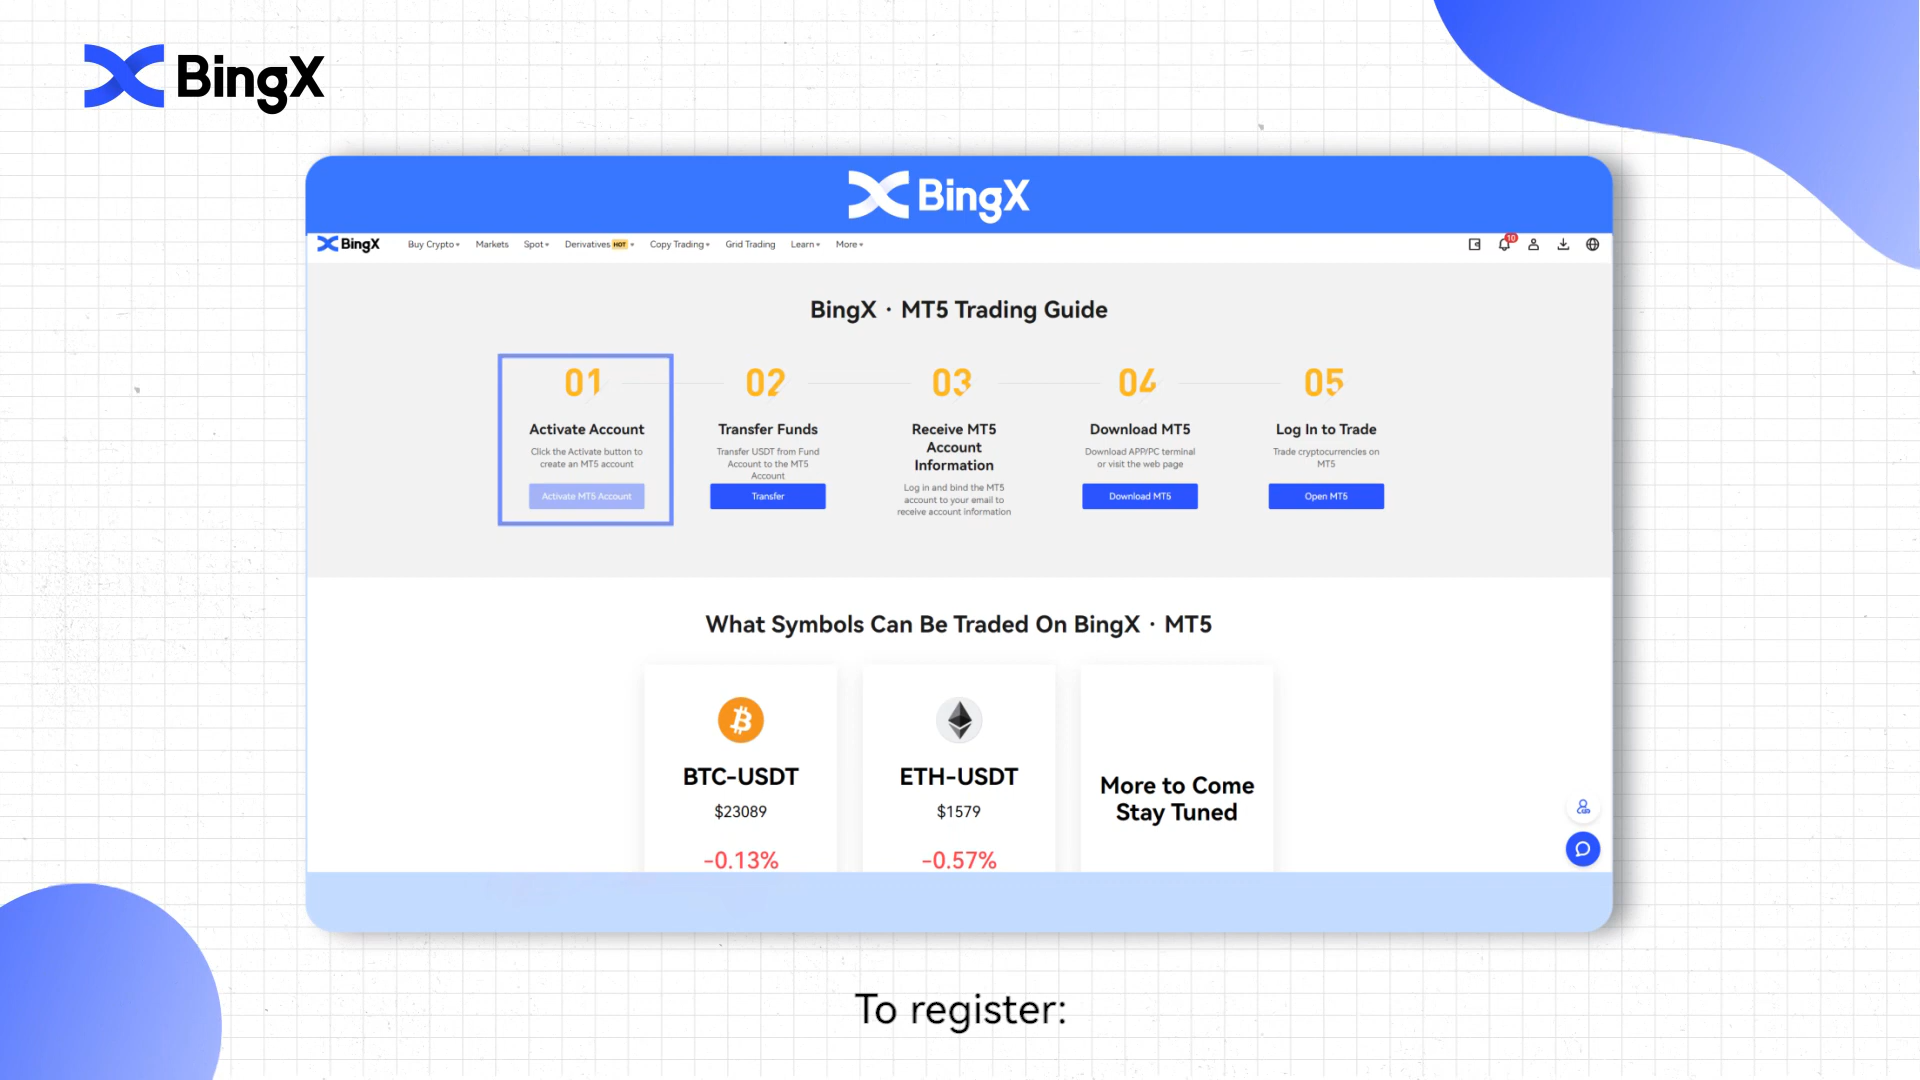 BingX
BingX
BingX Buy Crypto Markets Spot Derivatives HOT Copy Trading Grid Trading Learn More 10
BingX · MT5 Trading Guide
01
Activate Account
Click the Activate button to
create an MT5 account
Activate MT5 Account
02
Transfer Funds
Transfer USDT from Fund
Account to the MT5
Account
Transfer
03
Receive MT5
Account
Information
Log in and bind the MT5
account to your email to
receive account information
04
Download MT5
Download APP/PC terminal
or visit the web page
Download MT5
05
Log In to Trade
Trade cryptocurrencies on
MT5
Open MT5
What Symbols Can Be Traded On BingX · MT5
BTC-USDT
$23089
-0.13%
ETH-USDT
$1579
-0.57%
More to Come
Stay Tuned
To register: